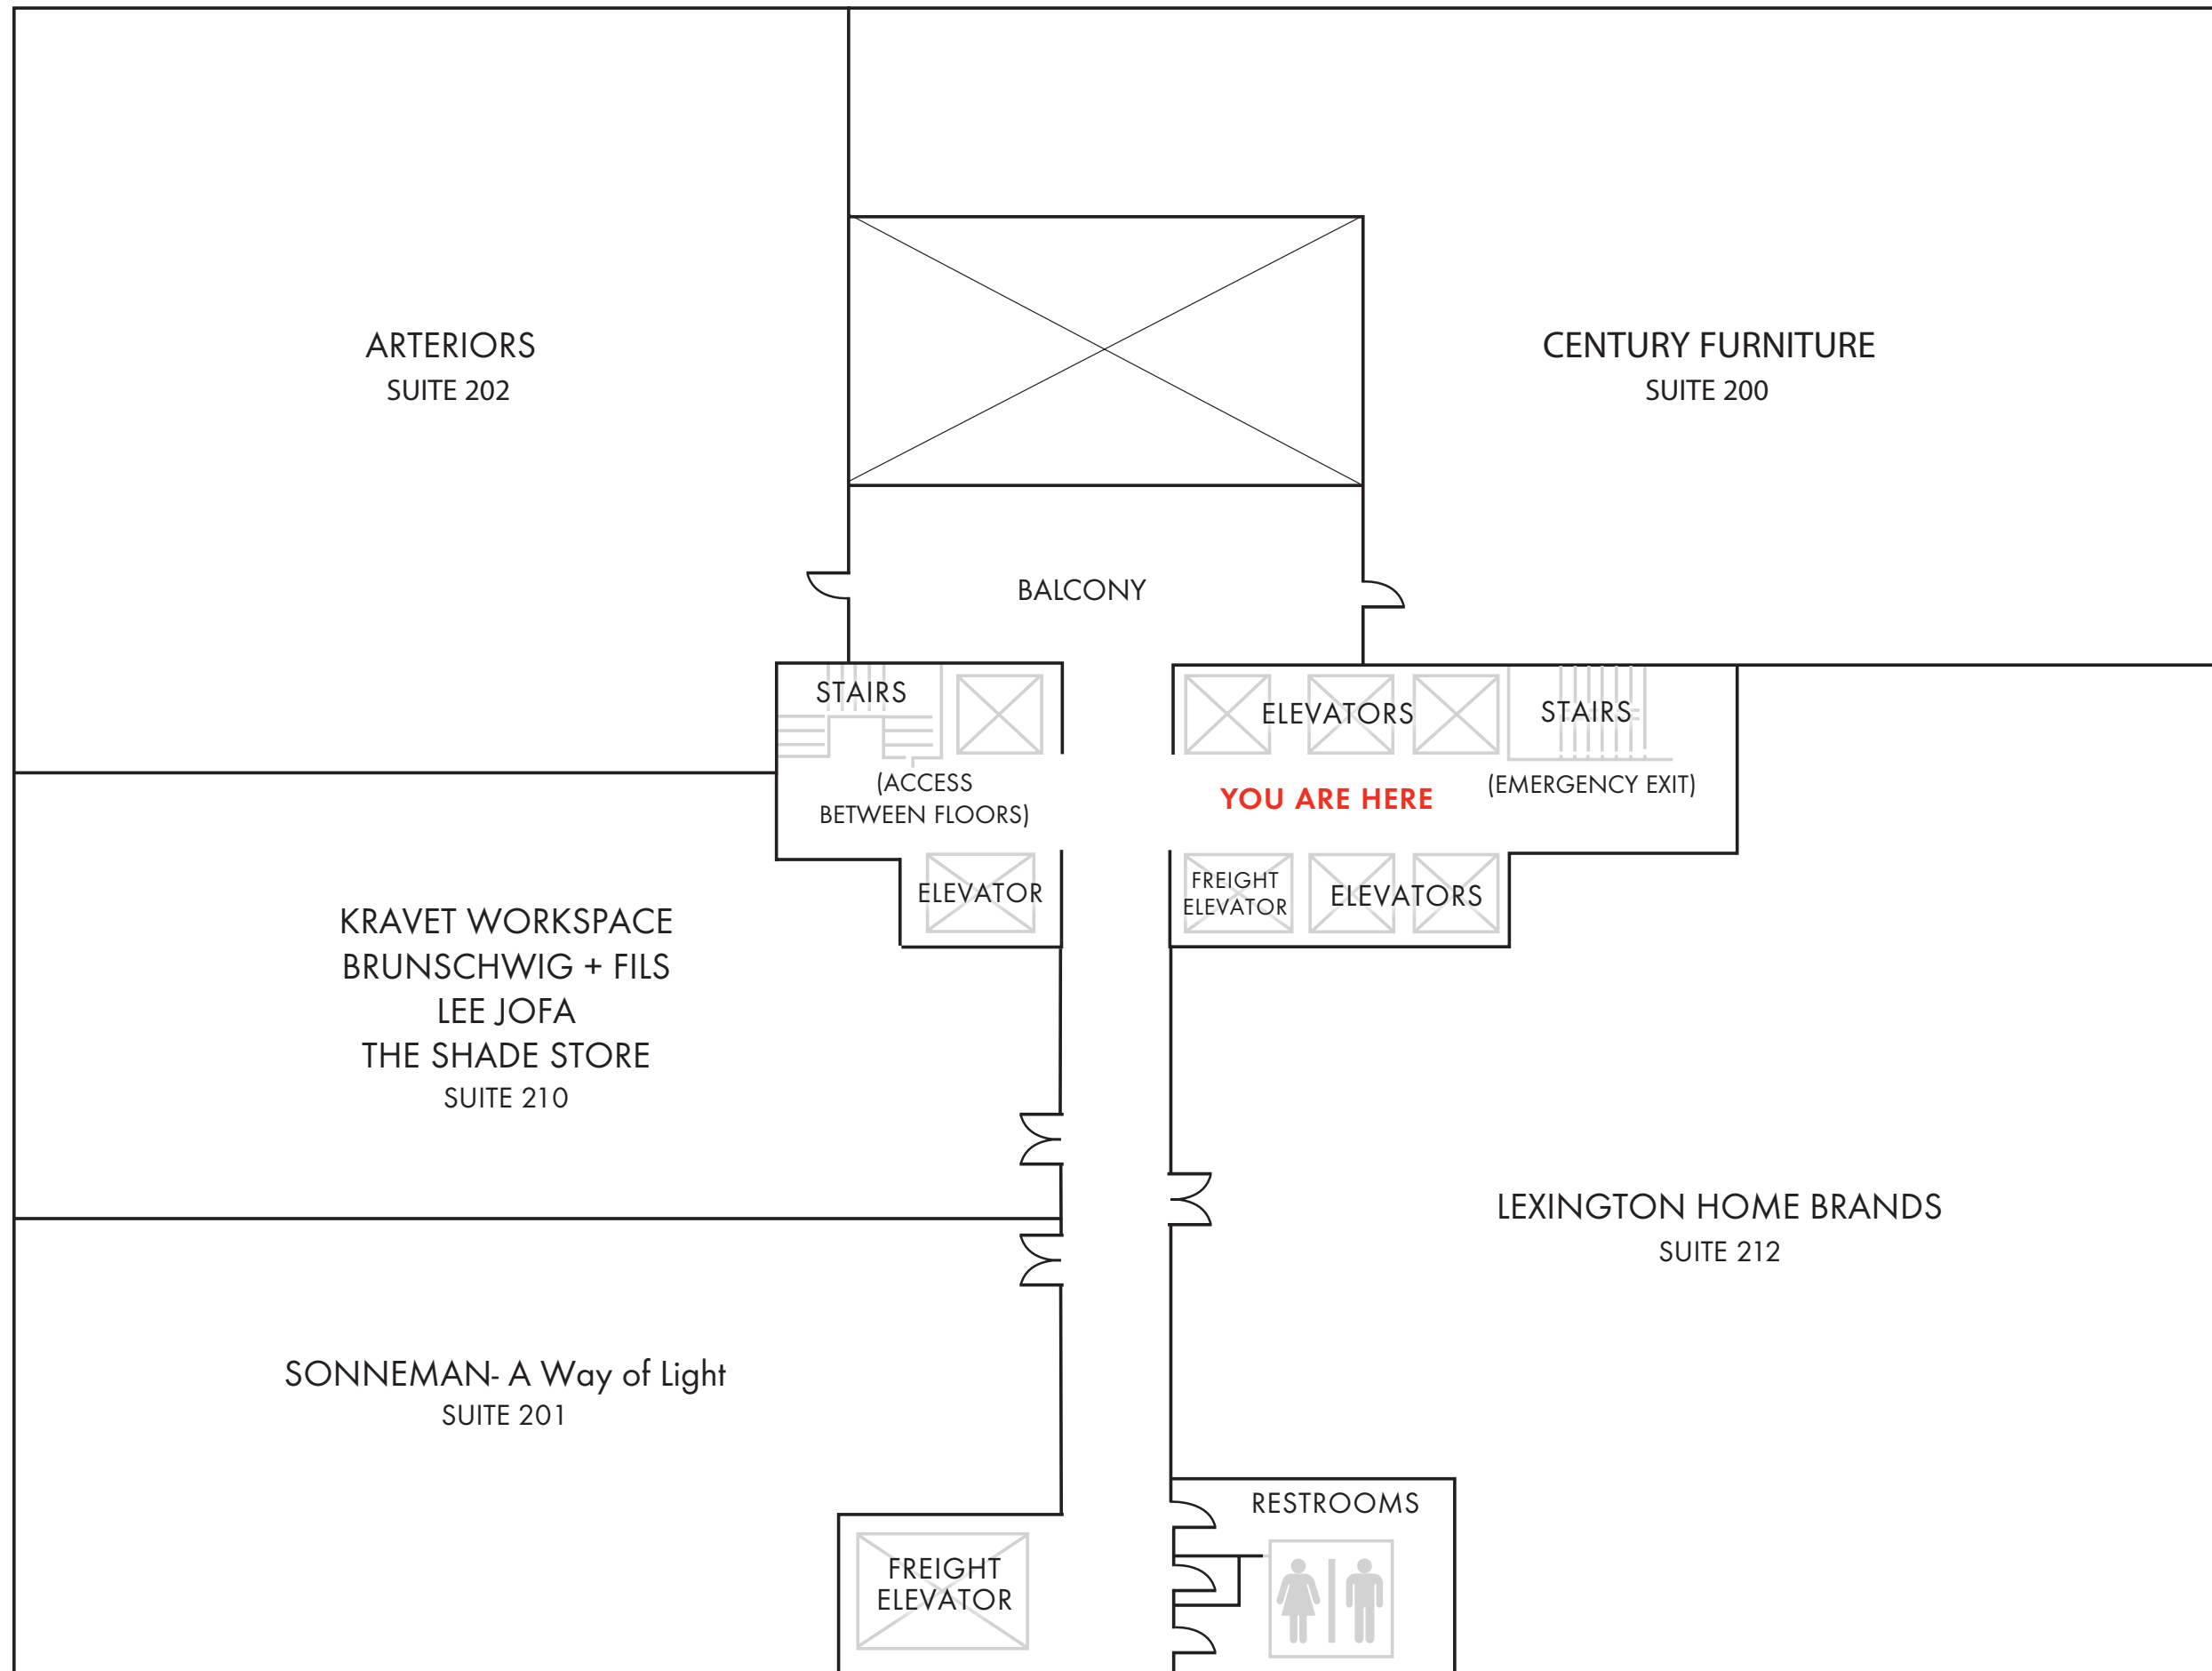 ARTERIORS
SUITE 202
CENTURY FURNITURE
SUITE 200
BALCONY
STAIRS
ELEVATORS
STAIRS
(ACCESS
BETWEEN FLOORS)
YOU ARE HERE
(EMERGENCY EXIT)
ELEVATOR
FREIGHT
ELEVATOR
ELEVATORS
KRAVET WORKSPACE
BRUNSCHWIG + FILS
LEE JOFA
THE SHADE STORE
SUITE 210
LEXINGTON HOME BRANDS
SUITE 212
SONNEMAN- A Way of Light
SUITE 201
RESTROOMS
FREIGHT
ELEVATOR